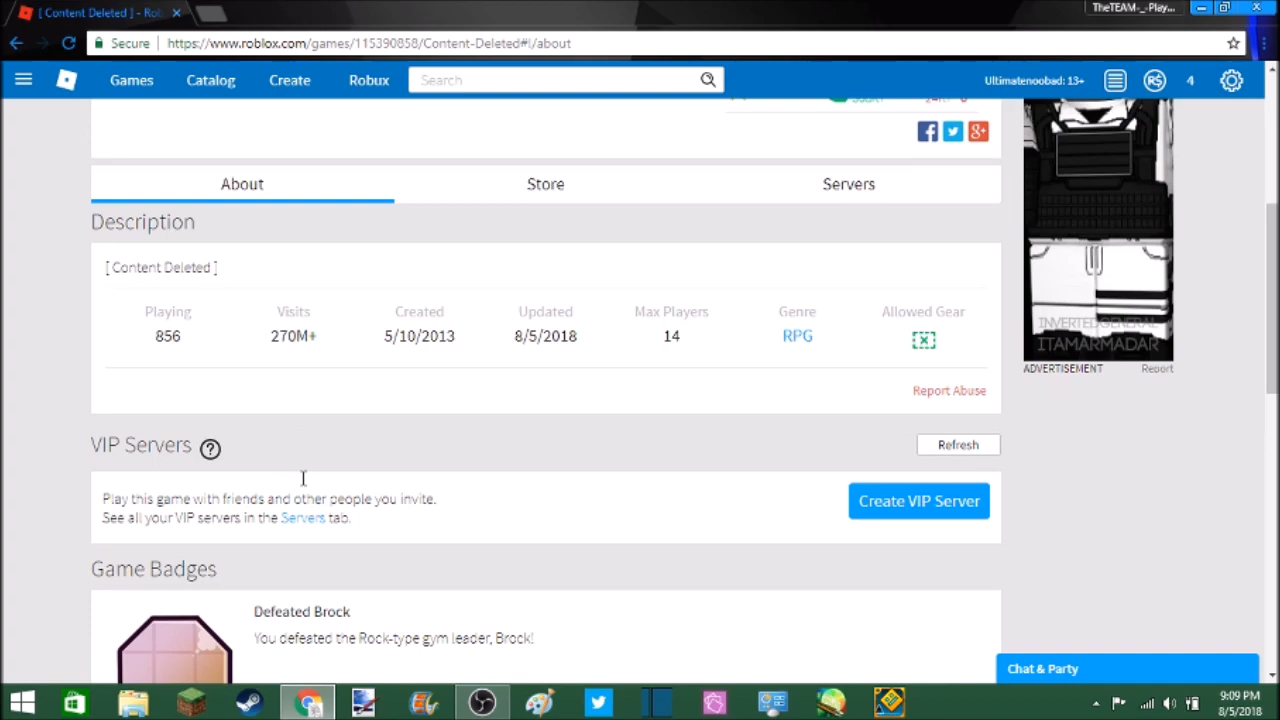 [ Content Deleted ] - Rob
TheTEAM-_-Play...
Secure
https://www.roblox.com/games/115390858/Content-Deleted#!/about
Games
Catalog
Create
Robux
Search
Ultimatenoobad: 13+
R$
4
About
Store
Servers
Description
[ Content Deleted ]
Playing
Visits
Created
Updated
Max Players
Genre
Allowed Gear
856
270M+
5/10/2013
8/5/2018
14
RPG
Report Abuse
INVERTEDGENERAL
ITAMARMADAR
ADVERTISEMENT
Report
VIP Servers
Refresh
Play this game with friends and other people you invite.
See all your VIP servers in the Servers tab.
Create VIP Server
Game Badges
Defeated Brock
You defeated the Rock-type gym leader, Brock!
Chat & Party
9:09 PM
8/5/2018